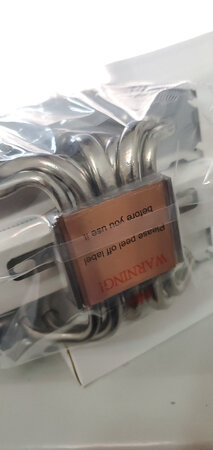 WARNING!
Please peel off label
before you use it